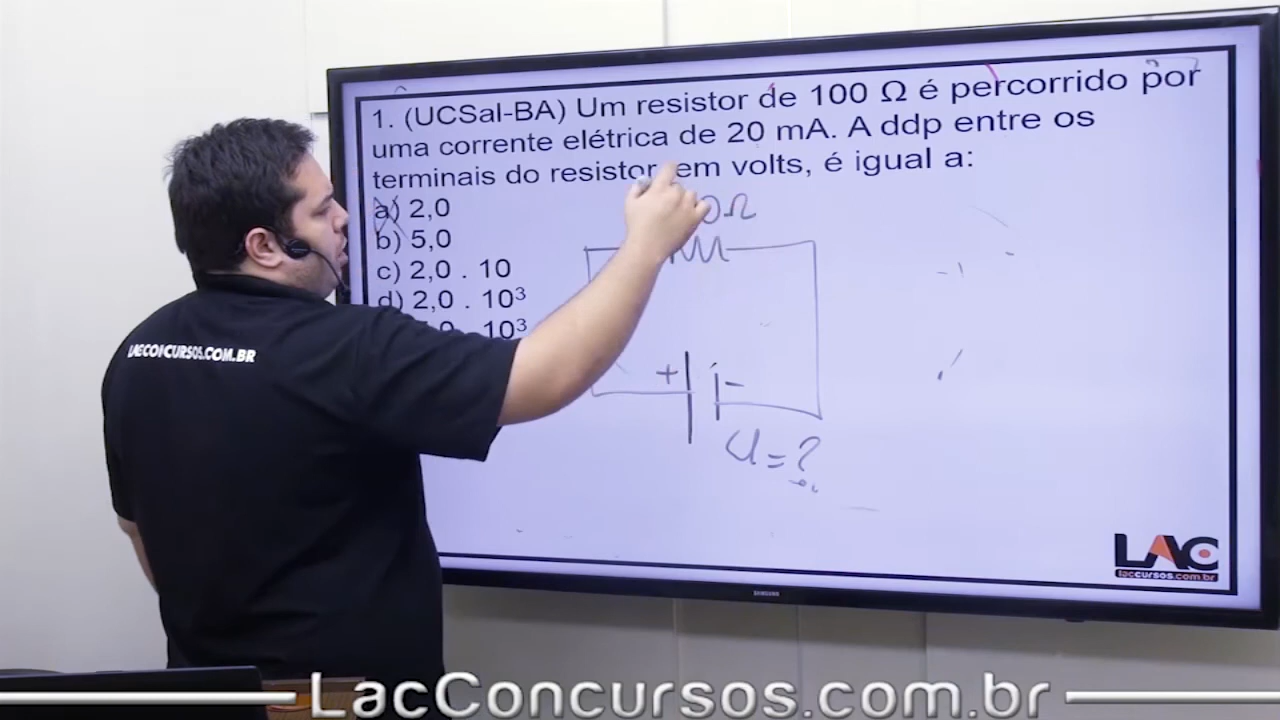 1. (UCSal-BA) Um resistor de 100 Ω é percorrido por
uma corrente elétrica de 20 mA. A ddp entre os
terminais do resistor, em volts, é igual a:
a) 2,0
b) 5,0
c) 2,0 . 10
d) 2,0 . 10³
. 10³
0 Ω
+ -
U = ?
LACCONCURSOS.COM.BR
LAC
laccursos.com.br
SAMSUNG
LacConcursos.com.br